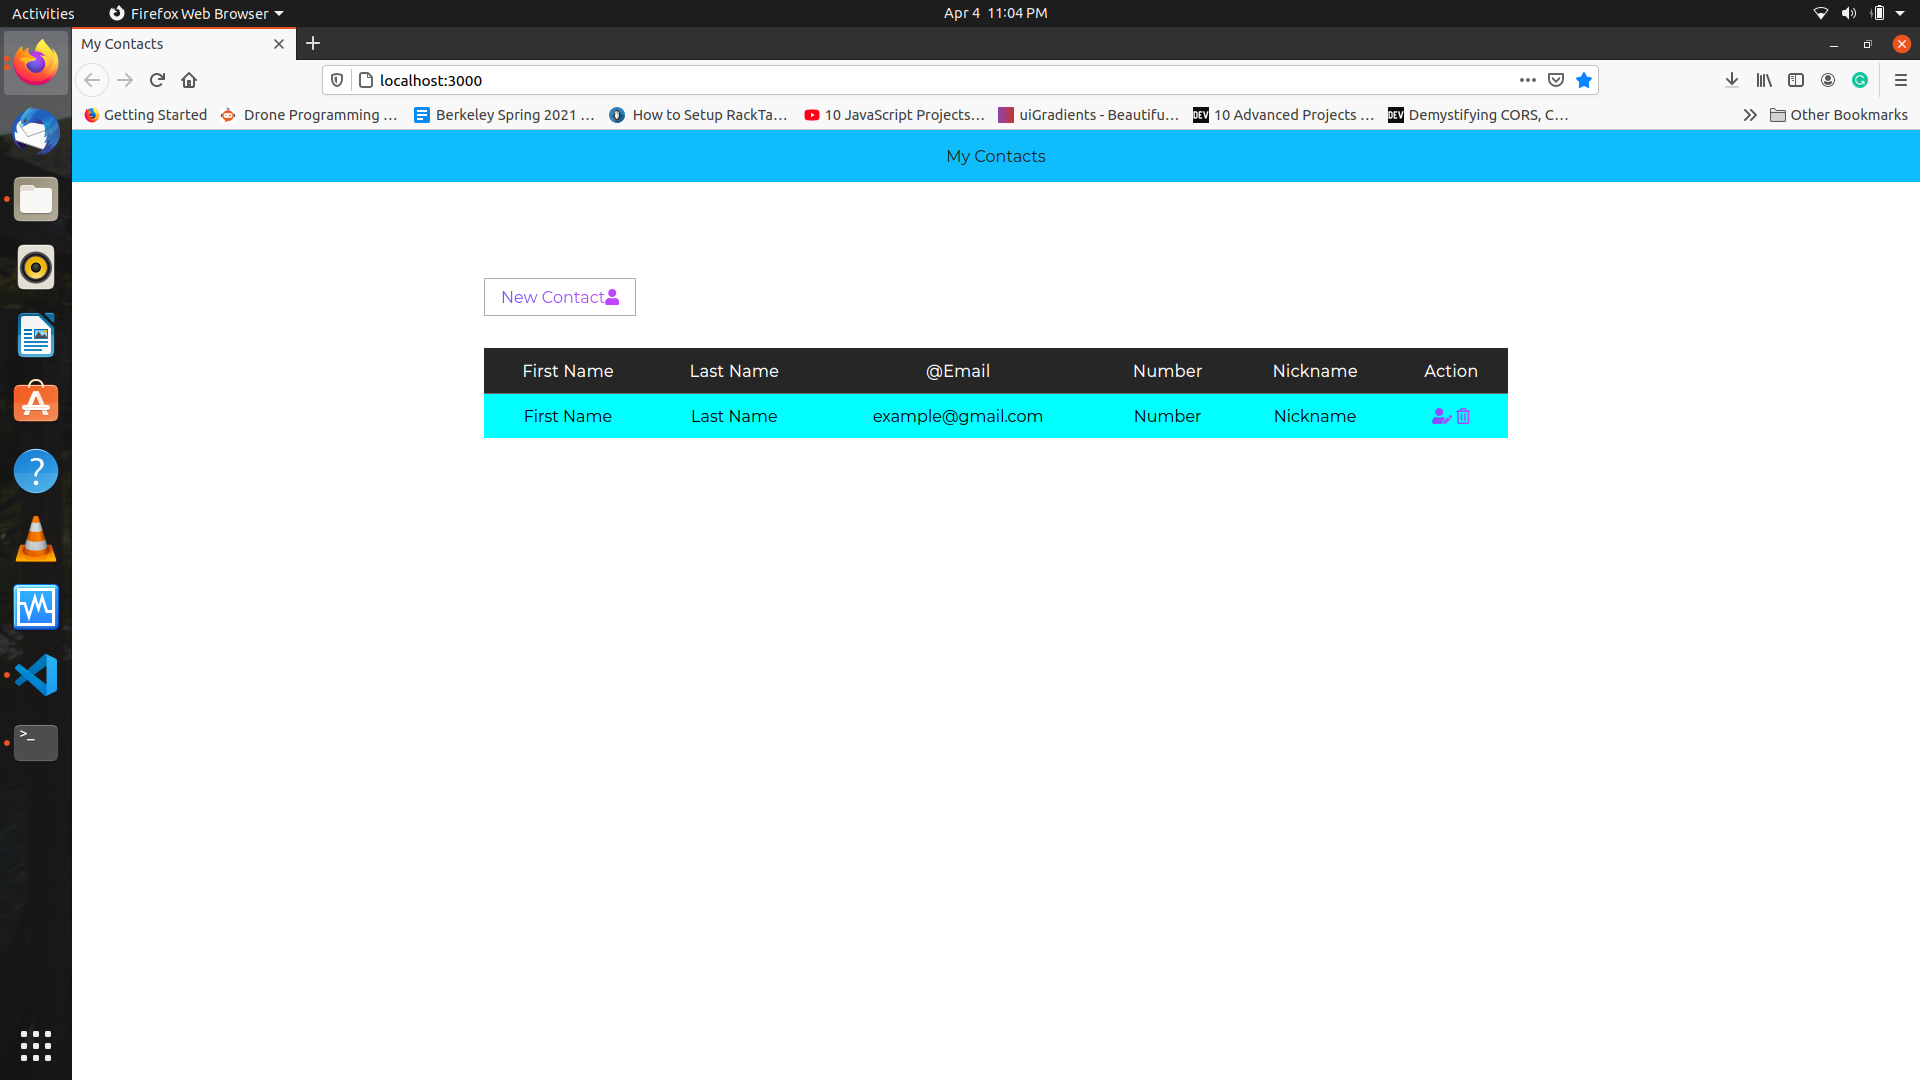 Activities Firefox Web Browser Apr 4 11:04 PM
My Contacts
localhost:3000
Getting Started Drone Programming ... Berkeley Spring 2021 ... How to Setup RackTa... 10 JavaScript Projects... uiGradients - Beautifu... DEV 10 Advanced Projects ... DEV Demystifying CORS, C... Other Bookmarks
My Contacts
New Contact
First Name Last Name @Email Number Nickname Action
First Name Last Name example@gmail.com Number Nickname